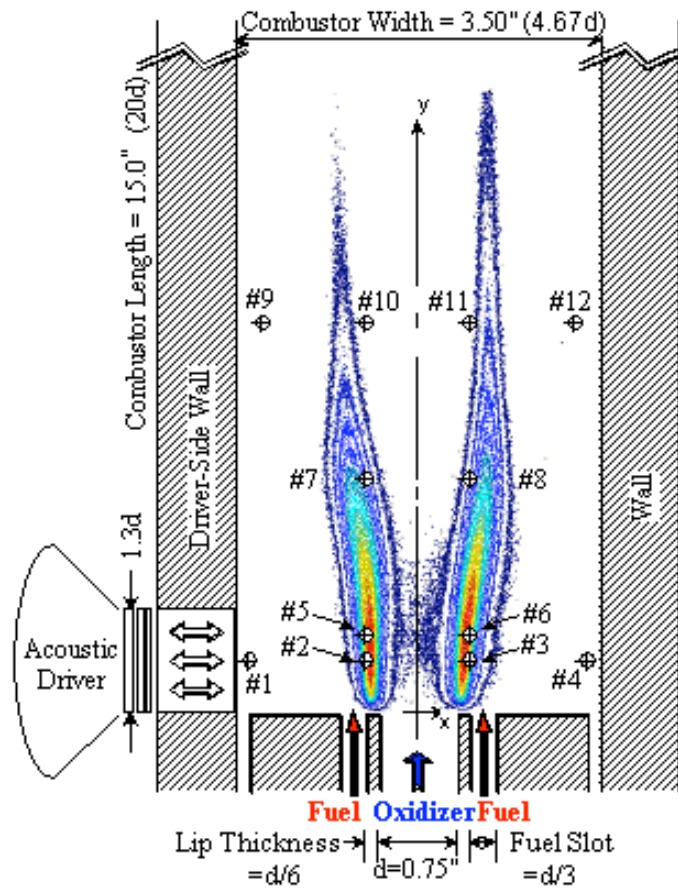 Combustor Width = 3.50" (4.67d)
Combustor Length = 15.0" (20d)
y
#9
#10
#11
#12
Driver-Side Wall
Wall
#7
#8
1.3d
#5
#6
Acoustic
Driver
#2
#3
#1
#4
x
Fuel
Oxidizer
Fuel
Lip Thickness
=d/6
d=0.75"
Fuel Slot
=d/3